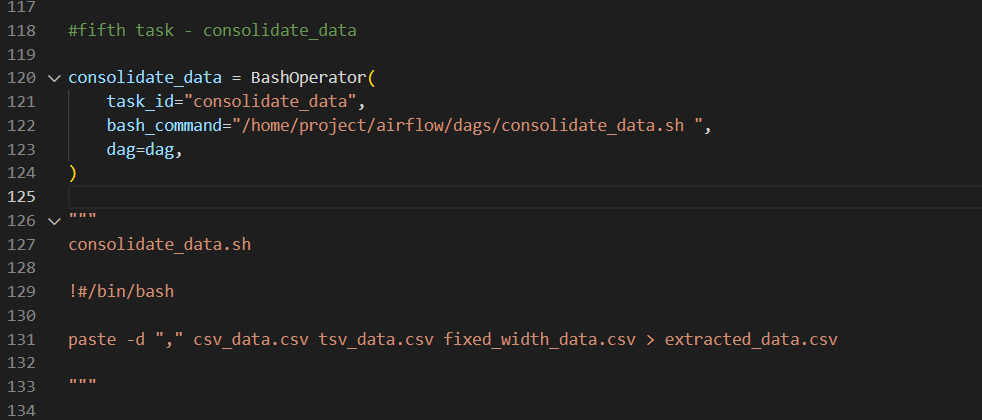 117
118 #fifth task - consolidate_data
119
120 consolidate_data = BashOperator(
121     task_id="consolidate_data",
122     bash_command="/home/project/airflow/dags/consolidate_data.sh ",
123     dag=dag,
124 )
125
126 """
127 consolidate_data.sh
128
129 !#/bin/bash
130
131 paste -d "," csv_data.csv tsv_data.csv fixed_width_data.csv > extracted_data.csv
132
133 """
134